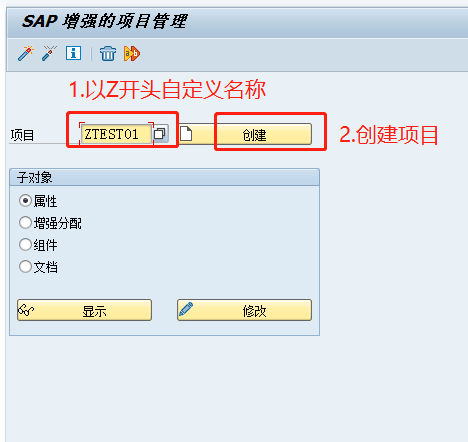 SAP 增强的项目管理
1.以Z开头自定义名称
项目 ZTEST01 创建
2.创建项目
子对象
属性
增强分配
组件
文档
显示 修改